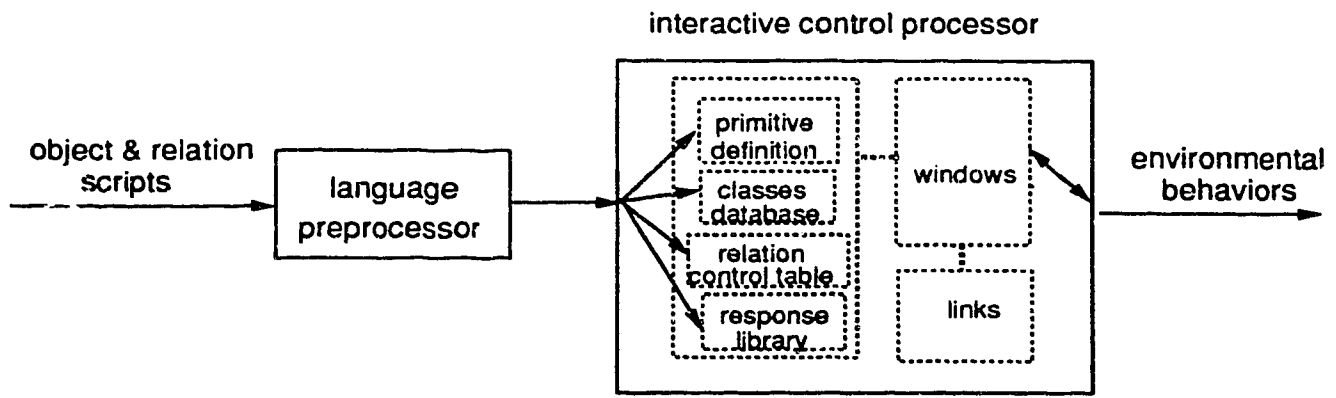 interactive control processor
object & relation
scripts
language
preprocessor
primitive
definition
classes
database
relation
control table
response
library
windows
links
environmental
behaviors